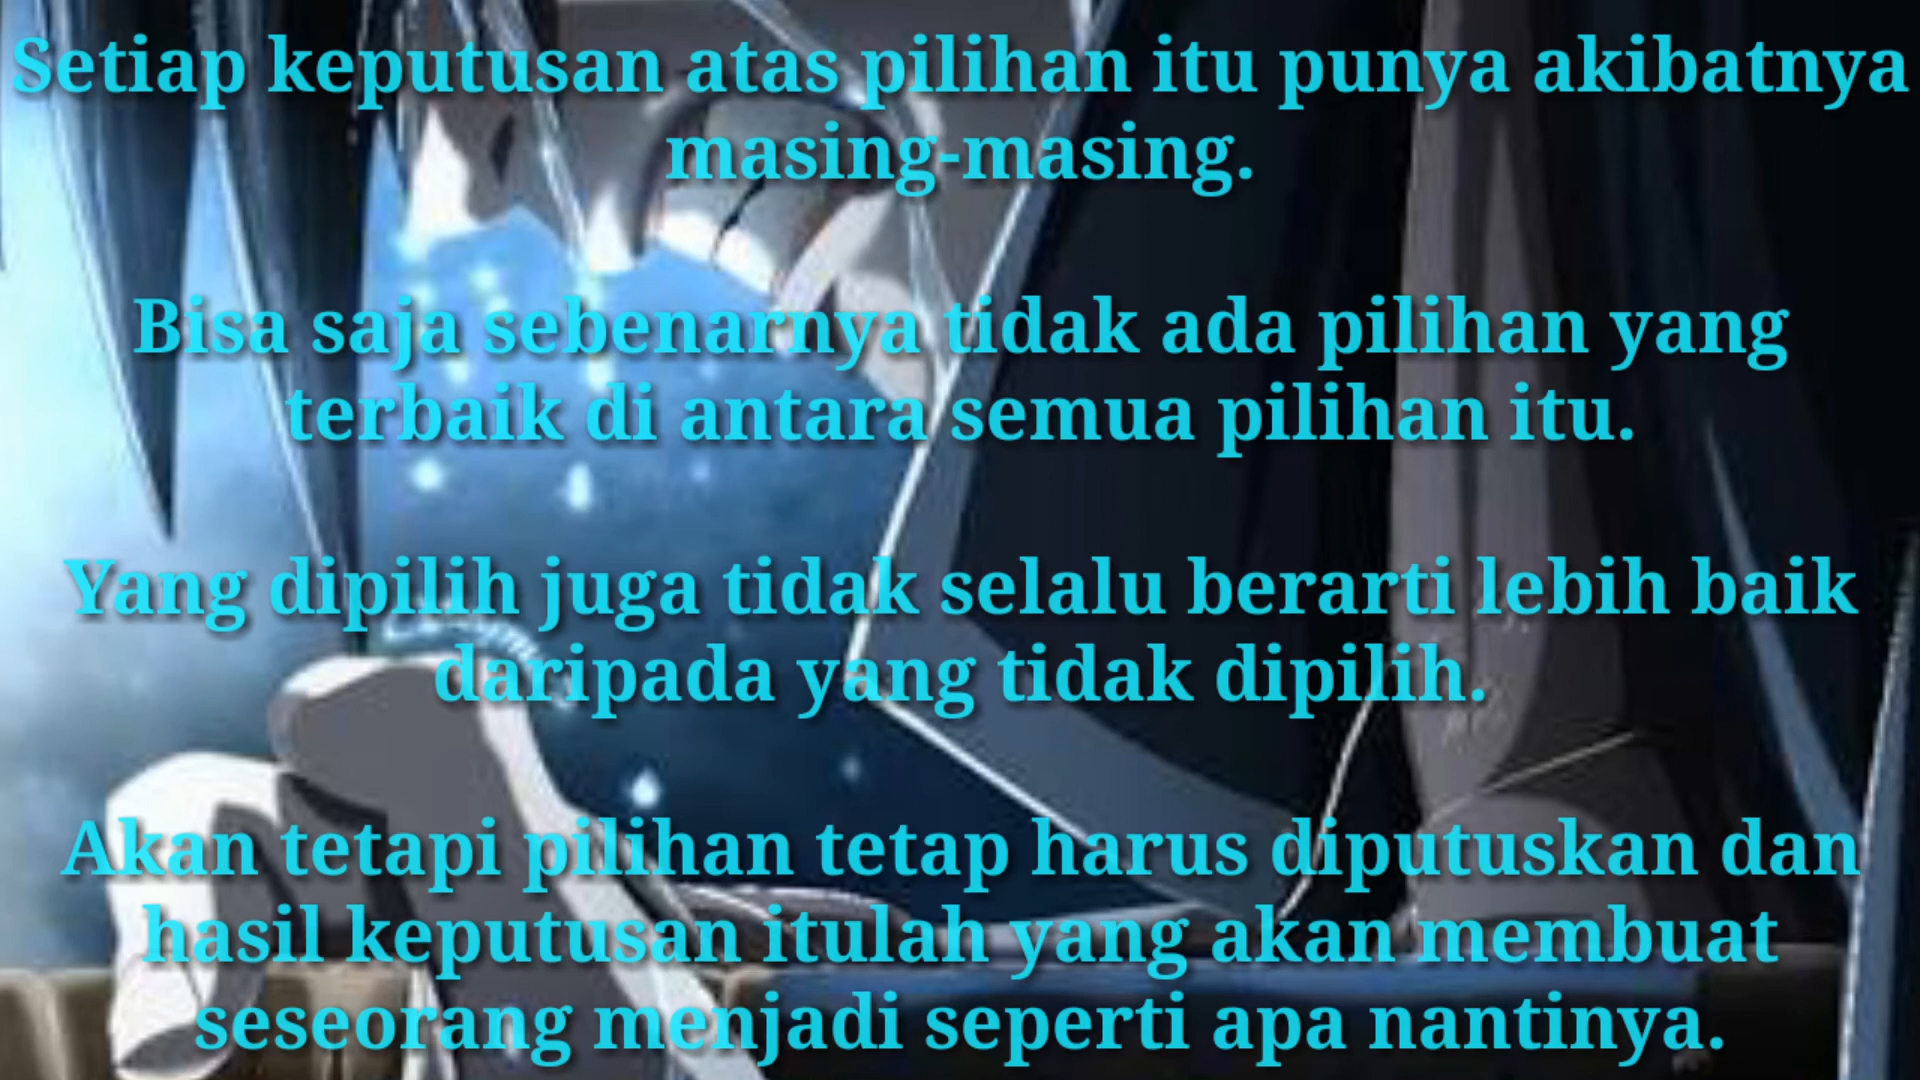 Setiap keputusan atas pilihan itu punya akibatnya
masing-masing.
Bisa saja sebenarnya tidak ada pilihan yang
terbaik di antara semua pilihan itu.
Yang dipilih juga tidak selalu berarti lebih baik
daripada yang tidak dipilih.
Akan tetapi pilihan tetap harus diputuskan dan
hasil keputusan itulah yang akan membuat
seseorang menjadi seperti apa nantinya.